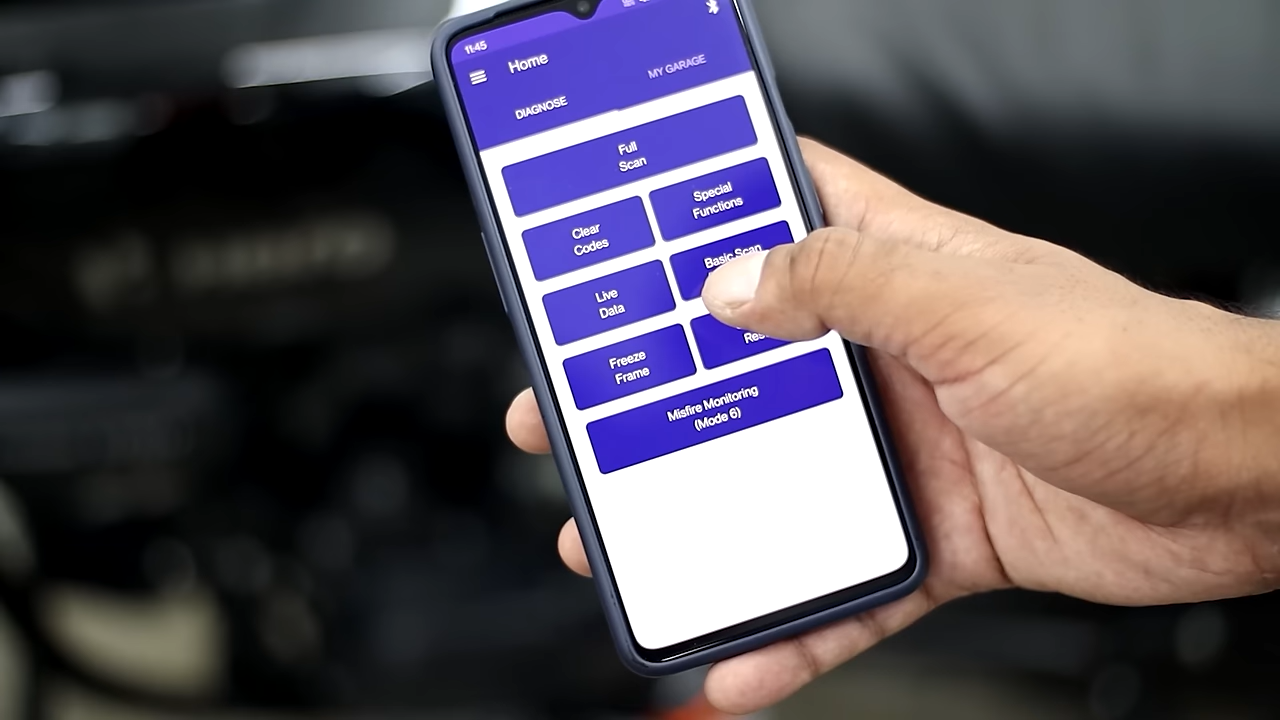 11:45
Home
DIAGNOSE
MY GARAGE
Full
Scan
Clear
Codes
Special
Functions
Live
Data
Basic Scan
Freeze
Frame
Misfire Monitoring
(Mode 6)